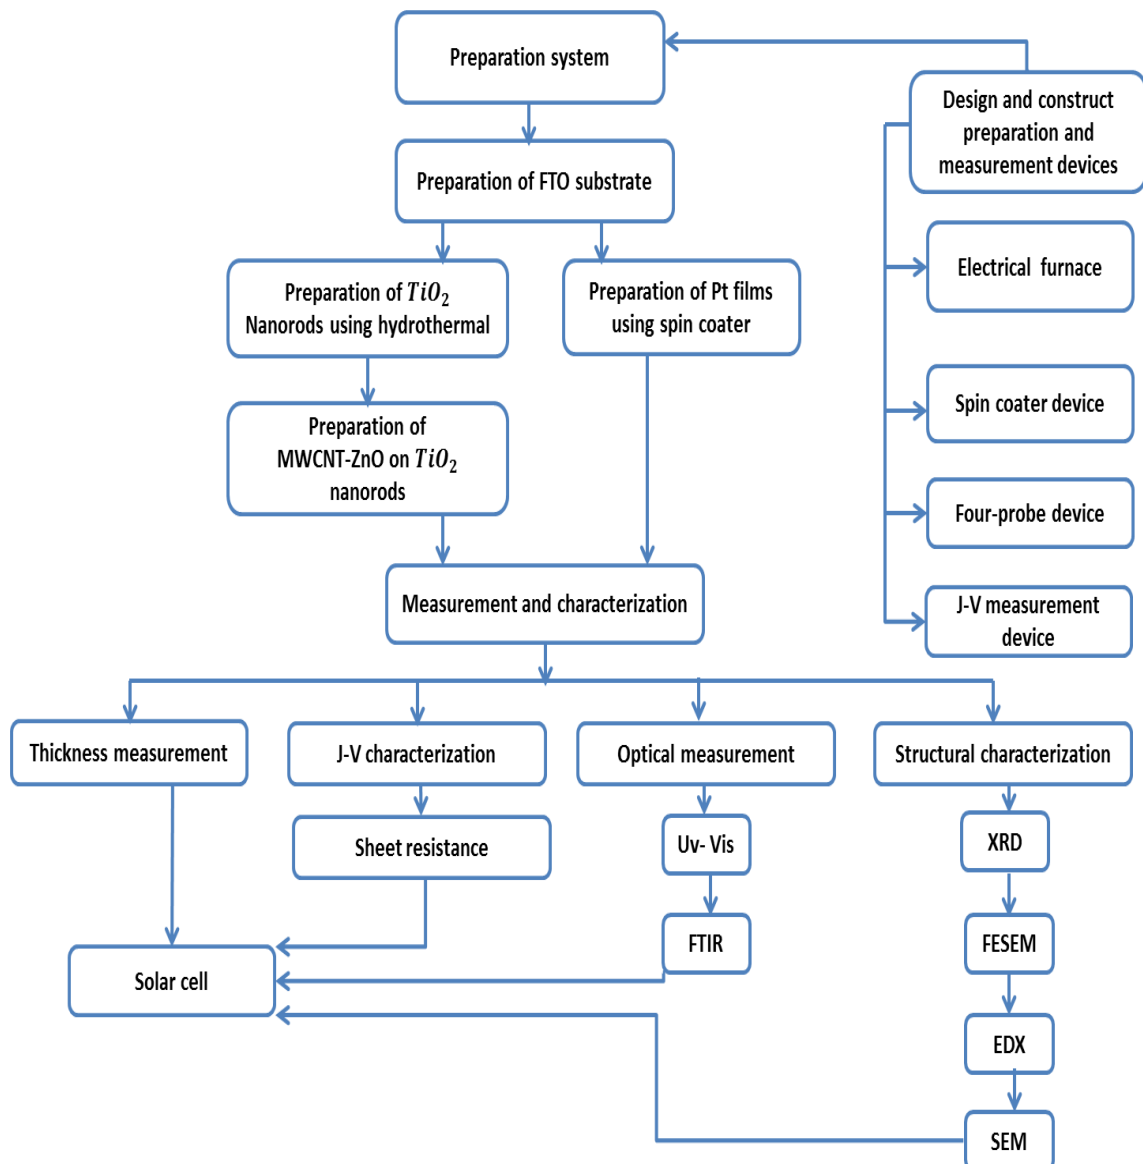 Preparation system
Design and construct
preparation and
measurement devices
Preparation of FTO substrate
Electrical furnace
Preparation of TiO₂
Nanorods using hydrothermal
Preparation of Pt films
using spin coater
Spin coater device
Preparation of
MWCNT-ZnO on TiO₂
nanorods
Four-probe device
Measurement and characterization
J-V measurement
device
Thickness measurement
J-V characterization
Optical measurement
Structural characterization
Sheet resistance
Uv- Vis
XRD
FTIR
FESEM
Solar cell
EDX
SEM